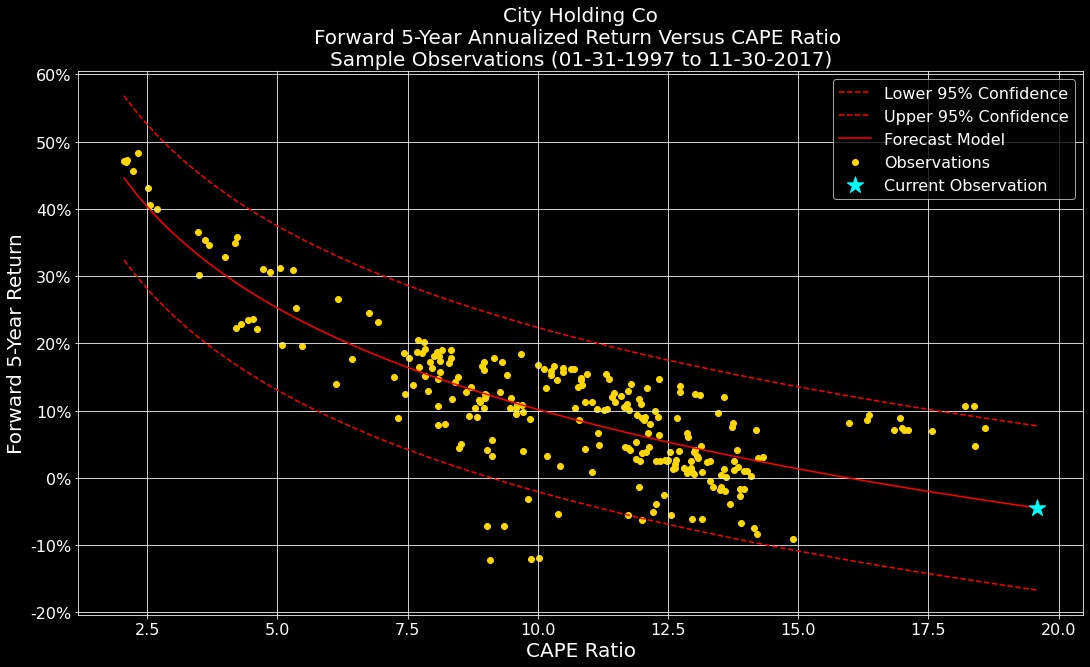 City Holding Co
Forward 5-Year Annualized Return Versus CAPE Ratio
Sample Observations (01-31-1997 to 11-30-2017)
60%
50%
40%
30%
20%
10%
0%
-10%
-20%
Forward 5-Year Return
Lower 95% Confidence
Upper 95% Confidence
Forecast Model
Observations
Current Observation
2.5 5.0 7.5 10.0 12.5 15.0 17.5 20.0
CAPE Ratio